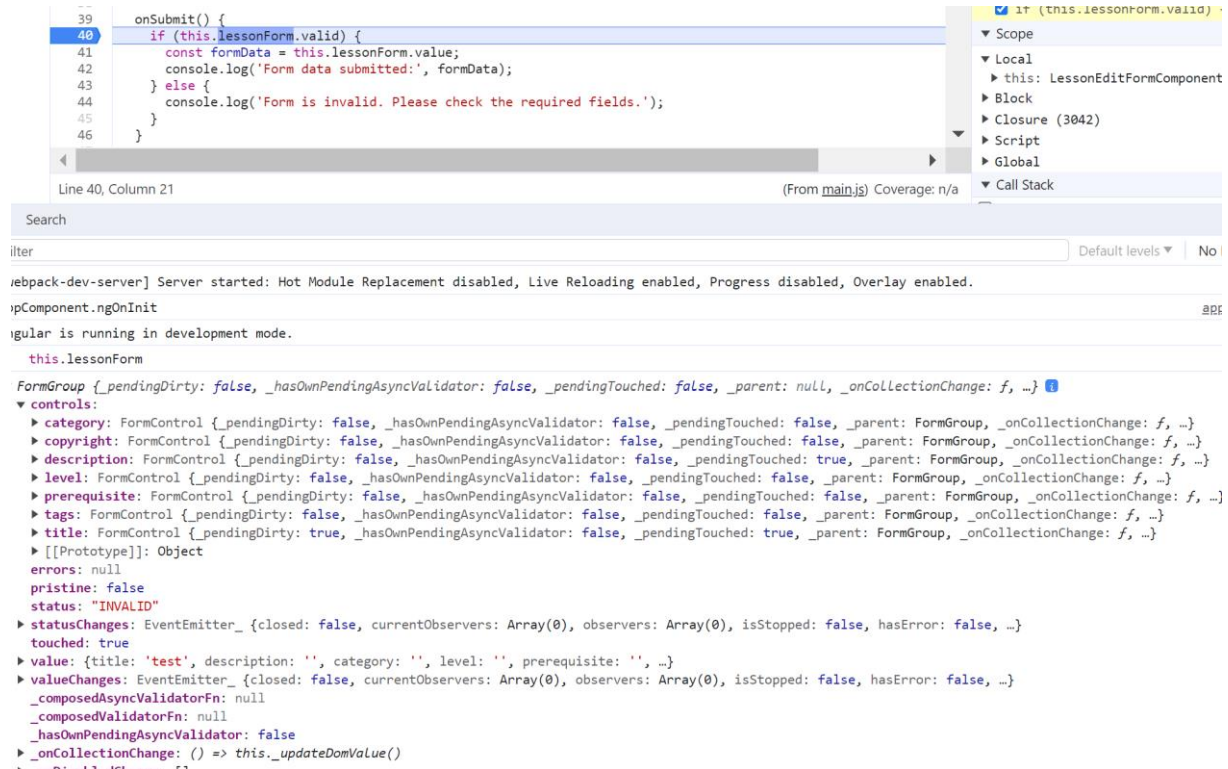 39 onSubmit() {
if (this.lessonForm.valid)
40 if (this.lessonForm.valid) {
Scope
41 const formData = this.lessonForm.value;
Local
42 console.log('Form data submitted:', formData);
this: LessonEditFormComponent
43 } else {
Block
44 console.log('Form is invalid. Please check the required fields.');
Closure (3042)
45 }
Script
46 }
Global
Line 40, Column 21 (From main.js) Coverage: n/a
Call Stack
Search
ilter Default levels No
webpack-dev-server] Server started: Hot Module Replacement disabled, Live Reloading enabled, Progress disabled, Overlay enabled.
ppComponent.ngOnInit app
ngular is running in development mode.
this.lessonForm
FormGroup {_pendingDirty: false, _hasOwnPendingAsyncValidator: false, _pendingTouched: false, _parent: null, _onCollectionChange: ƒ, …}
controls:
category: FormControl {_pendingDirty: false, _hasOwnPendingAsyncValidator: false, _pendingTouched: false, _parent: FormGroup, _onCollectionChange: ƒ, …}
copyright: FormControl {_pendingDirty: false, _hasOwnPendingAsyncValidator: false, _pendingTouched: false, _parent: FormGroup, _onCollectionChange: ƒ, …}
description: FormControl {_pendingDirty: false, _hasOwnPendingAsyncValidator: false, _pendingTouched: true, _parent: FormGroup, _onCollectionChange: ƒ, …}
level: FormControl {_pendingDirty: false, _hasOwnPendingAsyncValidator: false, _pendingTouched: false, _parent: FormGroup, _onCollectionChange: ƒ, …}
prerequisite: FormControl {_pendingDirty: false, _hasOwnPendingAsyncValidator: false, _pendingTouched: false, _parent: FormGroup, _onCollectionChange: ƒ, …}
tags: FormControl {_pendingDirty: false, _hasOwnPendingAsyncValidator: false, _pendingTouched: false, _parent: FormGroup, _onCollectionChange: ƒ, …}
title: FormControl {_pendingDirty: true, _hasOwnPendingAsyncValidator: false, _pendingTouched: true, _parent: FormGroup, _onCollectionChange: ƒ, …}
[[Prototype]]: Object
errors: null
pristine: false
status: "INVALID"
statusChanges: EventEmitter_ {closed: false, currentObservers: Array(0), observers: Array(0), isStopped: false, hasError: false, …}
touched: true
value: {title: 'test', description: '', category: '', level: '', prerequisite: '', …}
valueChanges: EventEmitter_ {closed: false, currentObservers: Array(0), observers: Array(0), isStopped: false, hasError: false, …}
_composedAsyncValidatorFn: null
_composedValidatorFn: null
_hasOwnPendingAsyncValidator: false
_onCollectionChange: () => this._updateDomValue()